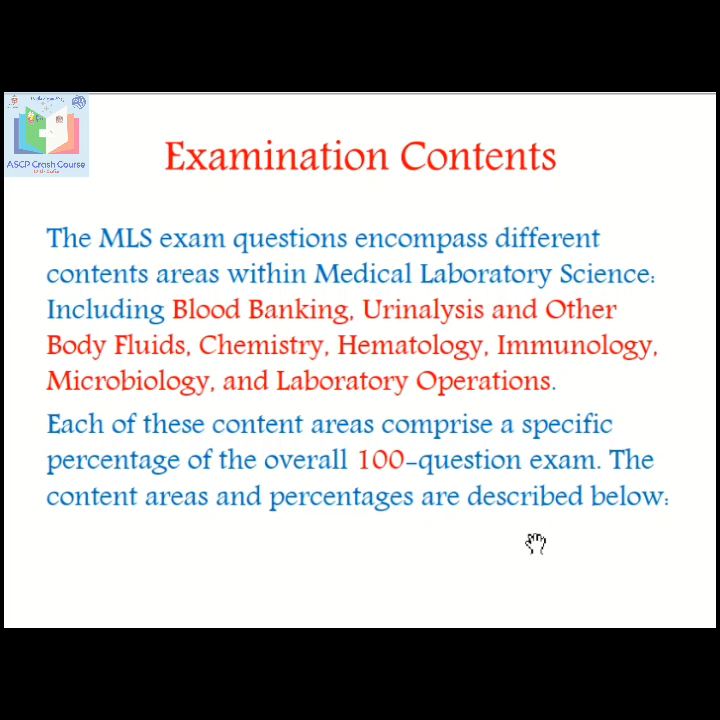 ASCP Crash Course
Examination Contents
The MLS exam questions encompass different
contents areas within Medical Laboratory Science:
Including Blood Banking, Urinalysis and Other
Body Fluids, Chemistry, Hematology, Immunology,
Microbiology, and Laboratory Operations.
Each of these content areas comprise a specific
percentage of the overall 100-question exam. The
content areas and percentages are described below: